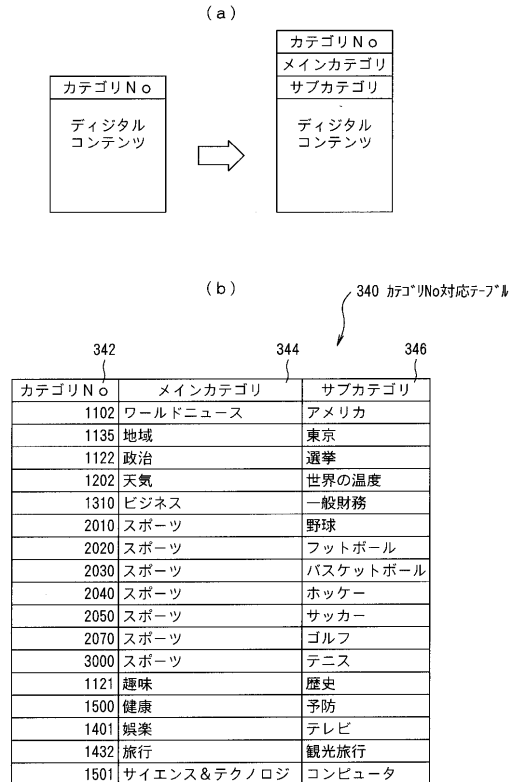 (a)
カテゴリNo
ディジタル
コンテンツ
カテゴリNo
メインカテゴリ
サブカテゴリ
ディジタル
コンテンツ
(b)
340 ｶﾃｺﾞﾘNo対応ﾃｰﾌﾞﾙ
342 344 346
カテゴリNo メインカテゴリ サブカテゴリ
1102 ワールドニュース アメリカ
1135 地域 東京
1122 政治 選挙
1202 天気 世界の温度
1310 ビジネス 一般財務
2010 スポーツ 野球
2020 スポーツ フットボール
2030 スポーツ バスケットボール
2040 スポーツ ホッケー
2050 スポーツ サッカー
2070 スポーツ ゴルフ
3000 スポーツ テニス
1121 趣味 歴史
1500 健康 予防
1401 娯楽 テレビ
1432 旅行 観光旅行
1501 サイエンス&テクノロジ コンピュータ